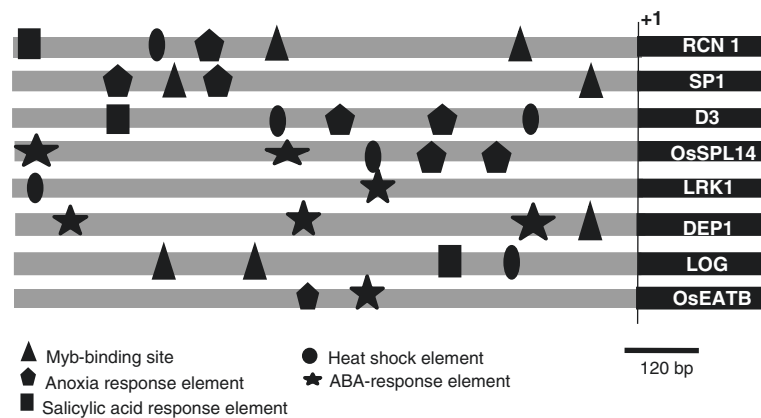 +1
RCN 1
SP1
D3
OsSPL14
LRK1
DEP1
LOG
OsEATB
Myb-binding site
Anoxia response element
Salicylic acid response element
Heat shock element
ABA-response element
120 bp